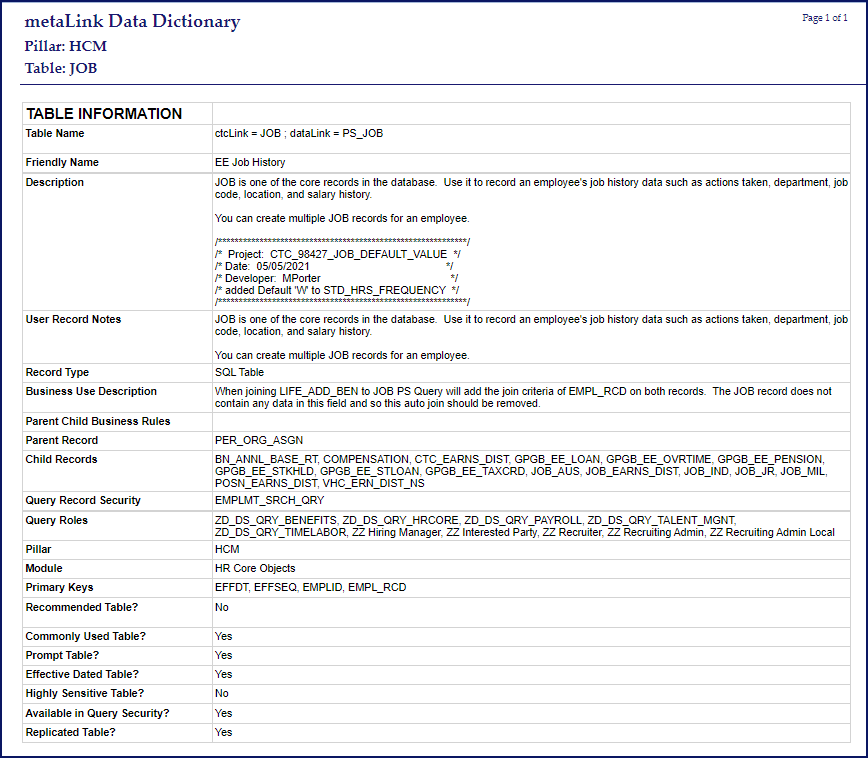 metaLink Data Dictionary
Page 1 of 1
Pillar: HCM
Table: JOB
TABLE INFORMATION
Table Name ctcLink = JOB ; dataLink = PS_JOB
Friendly Name EE Job History
Description JOB is one of the core records in the database.  Use it to record an employee's job history data such as actions taken, department, job
code, location, and salary history.
You can create multiple JOB records for an employee.
/************************************************************/
/*  Project:  CTC_98427_JOB_DEFAULT_VALUE  */
/* Date:  05/05/2021 */
/* Developer:  MPorter */
/* added Default 'W' to STD_HRS_FREQUENCY  */
/************************************************************/
User Record Notes JOB is one of the core records in the database.  Use it to record an employee's job history data such as actions taken, department, job
code, location, and salary history.
You can create multiple JOB records for an employee.
Record Type SQL Table
Business Use Description When joining LIFE_ADD_BEN to JOB PS Query will add the join criteria of EMPL_RCD on both records.  The JOB record does not
contain any data in this field and so this auto join should be removed.
Parent Child Business Rules
Parent Record PER_ORG_ASGN
Child Records BN_ANNL_BASE_RT, COMPENSATION, CTC_EARNS_DIST, GPGB_EE_LOAN, GPGB_EE_OVRTIME, GPGB_EE_PENSION,
GPGB_EE_STKHLD, GPGB_EE_STLOAN, GPGB_EE_TAXCRD, JOB_AUS, JOB_EARNS_DIST, JOB_IND, JOB_JR, JOB_MIL,
POSN_EARNS_DIST, VHC_ERN_DIST_NS
Query Record Security EMPLMT_SRCH_QRY
Query Roles ZD_DS_QRY_BENEFITS, ZD_DS_QRY_HRCORE, ZD_DS_QRY_PAYROLL, ZD_DS_QRY_TALENT_MGNT,
ZD_DS_QRY_TIMELABOR, ZZ Hiring Manager, ZZ Interested Party, ZZ Recruiter, ZZ Recruiting Admin, ZZ Recruiting Admin Local
Pillar HCM
Module HR Core Objects
Primary Keys EFFDT, EFFSEQ, EMPLID, EMPL_RCD
Recommended Table? No
Commonly Used Table? Yes
Prompt Table? Yes
Effective Dated Table? Yes
Highly Sensitive Table? No
Available in Query Security? Yes
Replicated Table? Yes